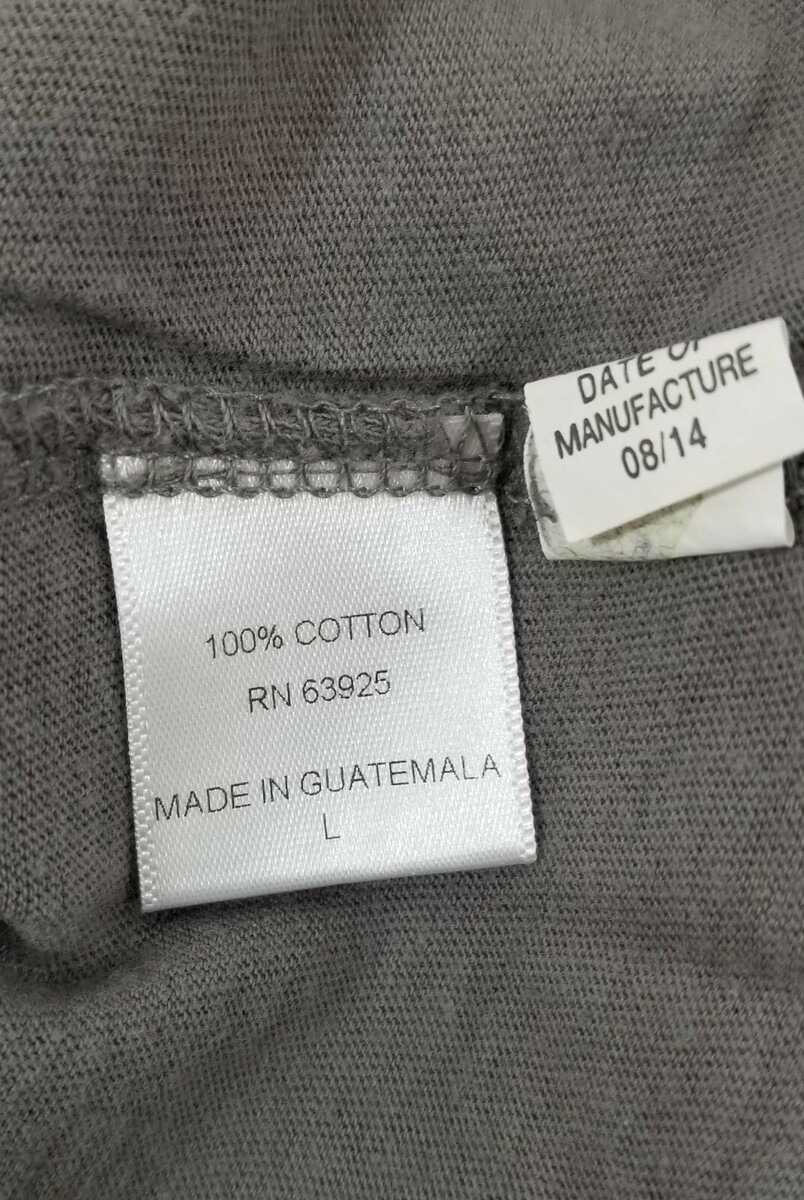 DATE OF
MANUFACTURE
08/14
100% COTTON
RN 63925
MADE IN GUATEMALA
L